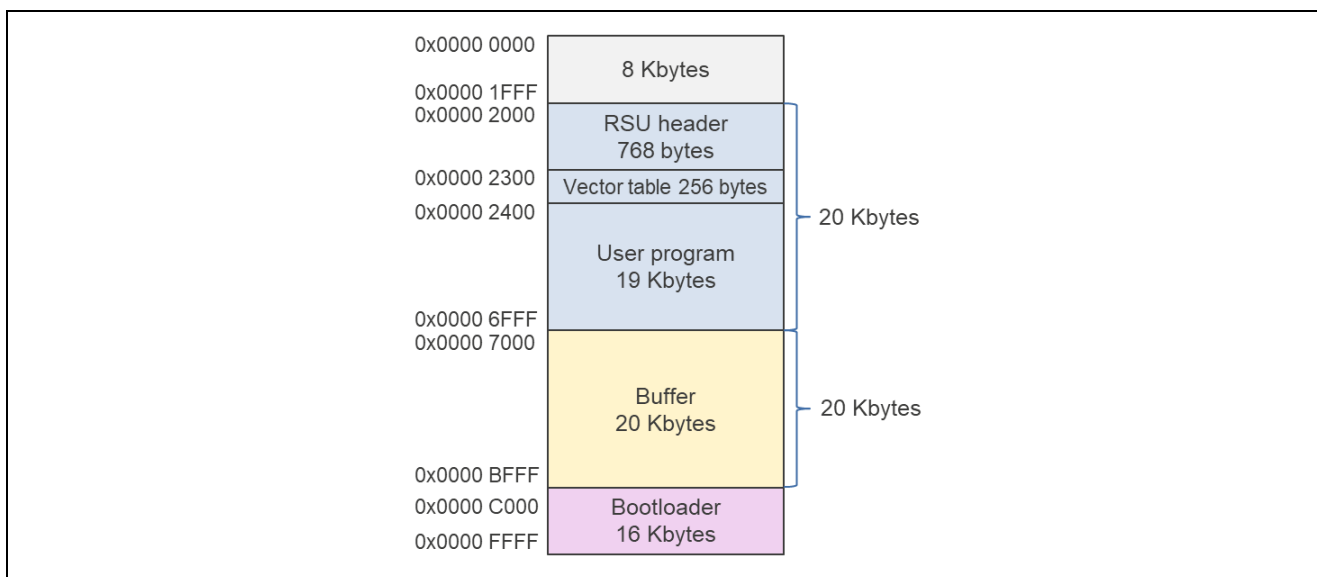 0x0000 0000
8 Kbytes
0x0000 1FFF
0x0000 2000
RSU header
768 bytes
0x0000 2300
Vector table 256 bytes
0x0000 2400
20 Kbytes
User program
19 Kbytes
0x0000 6FFF
0x0000 7000
Buffer
20 Kbytes
20 Kbytes
0x0000 BFFF
0x0000 C000
Bootloader
16 Kbytes
0x0000 FFFF